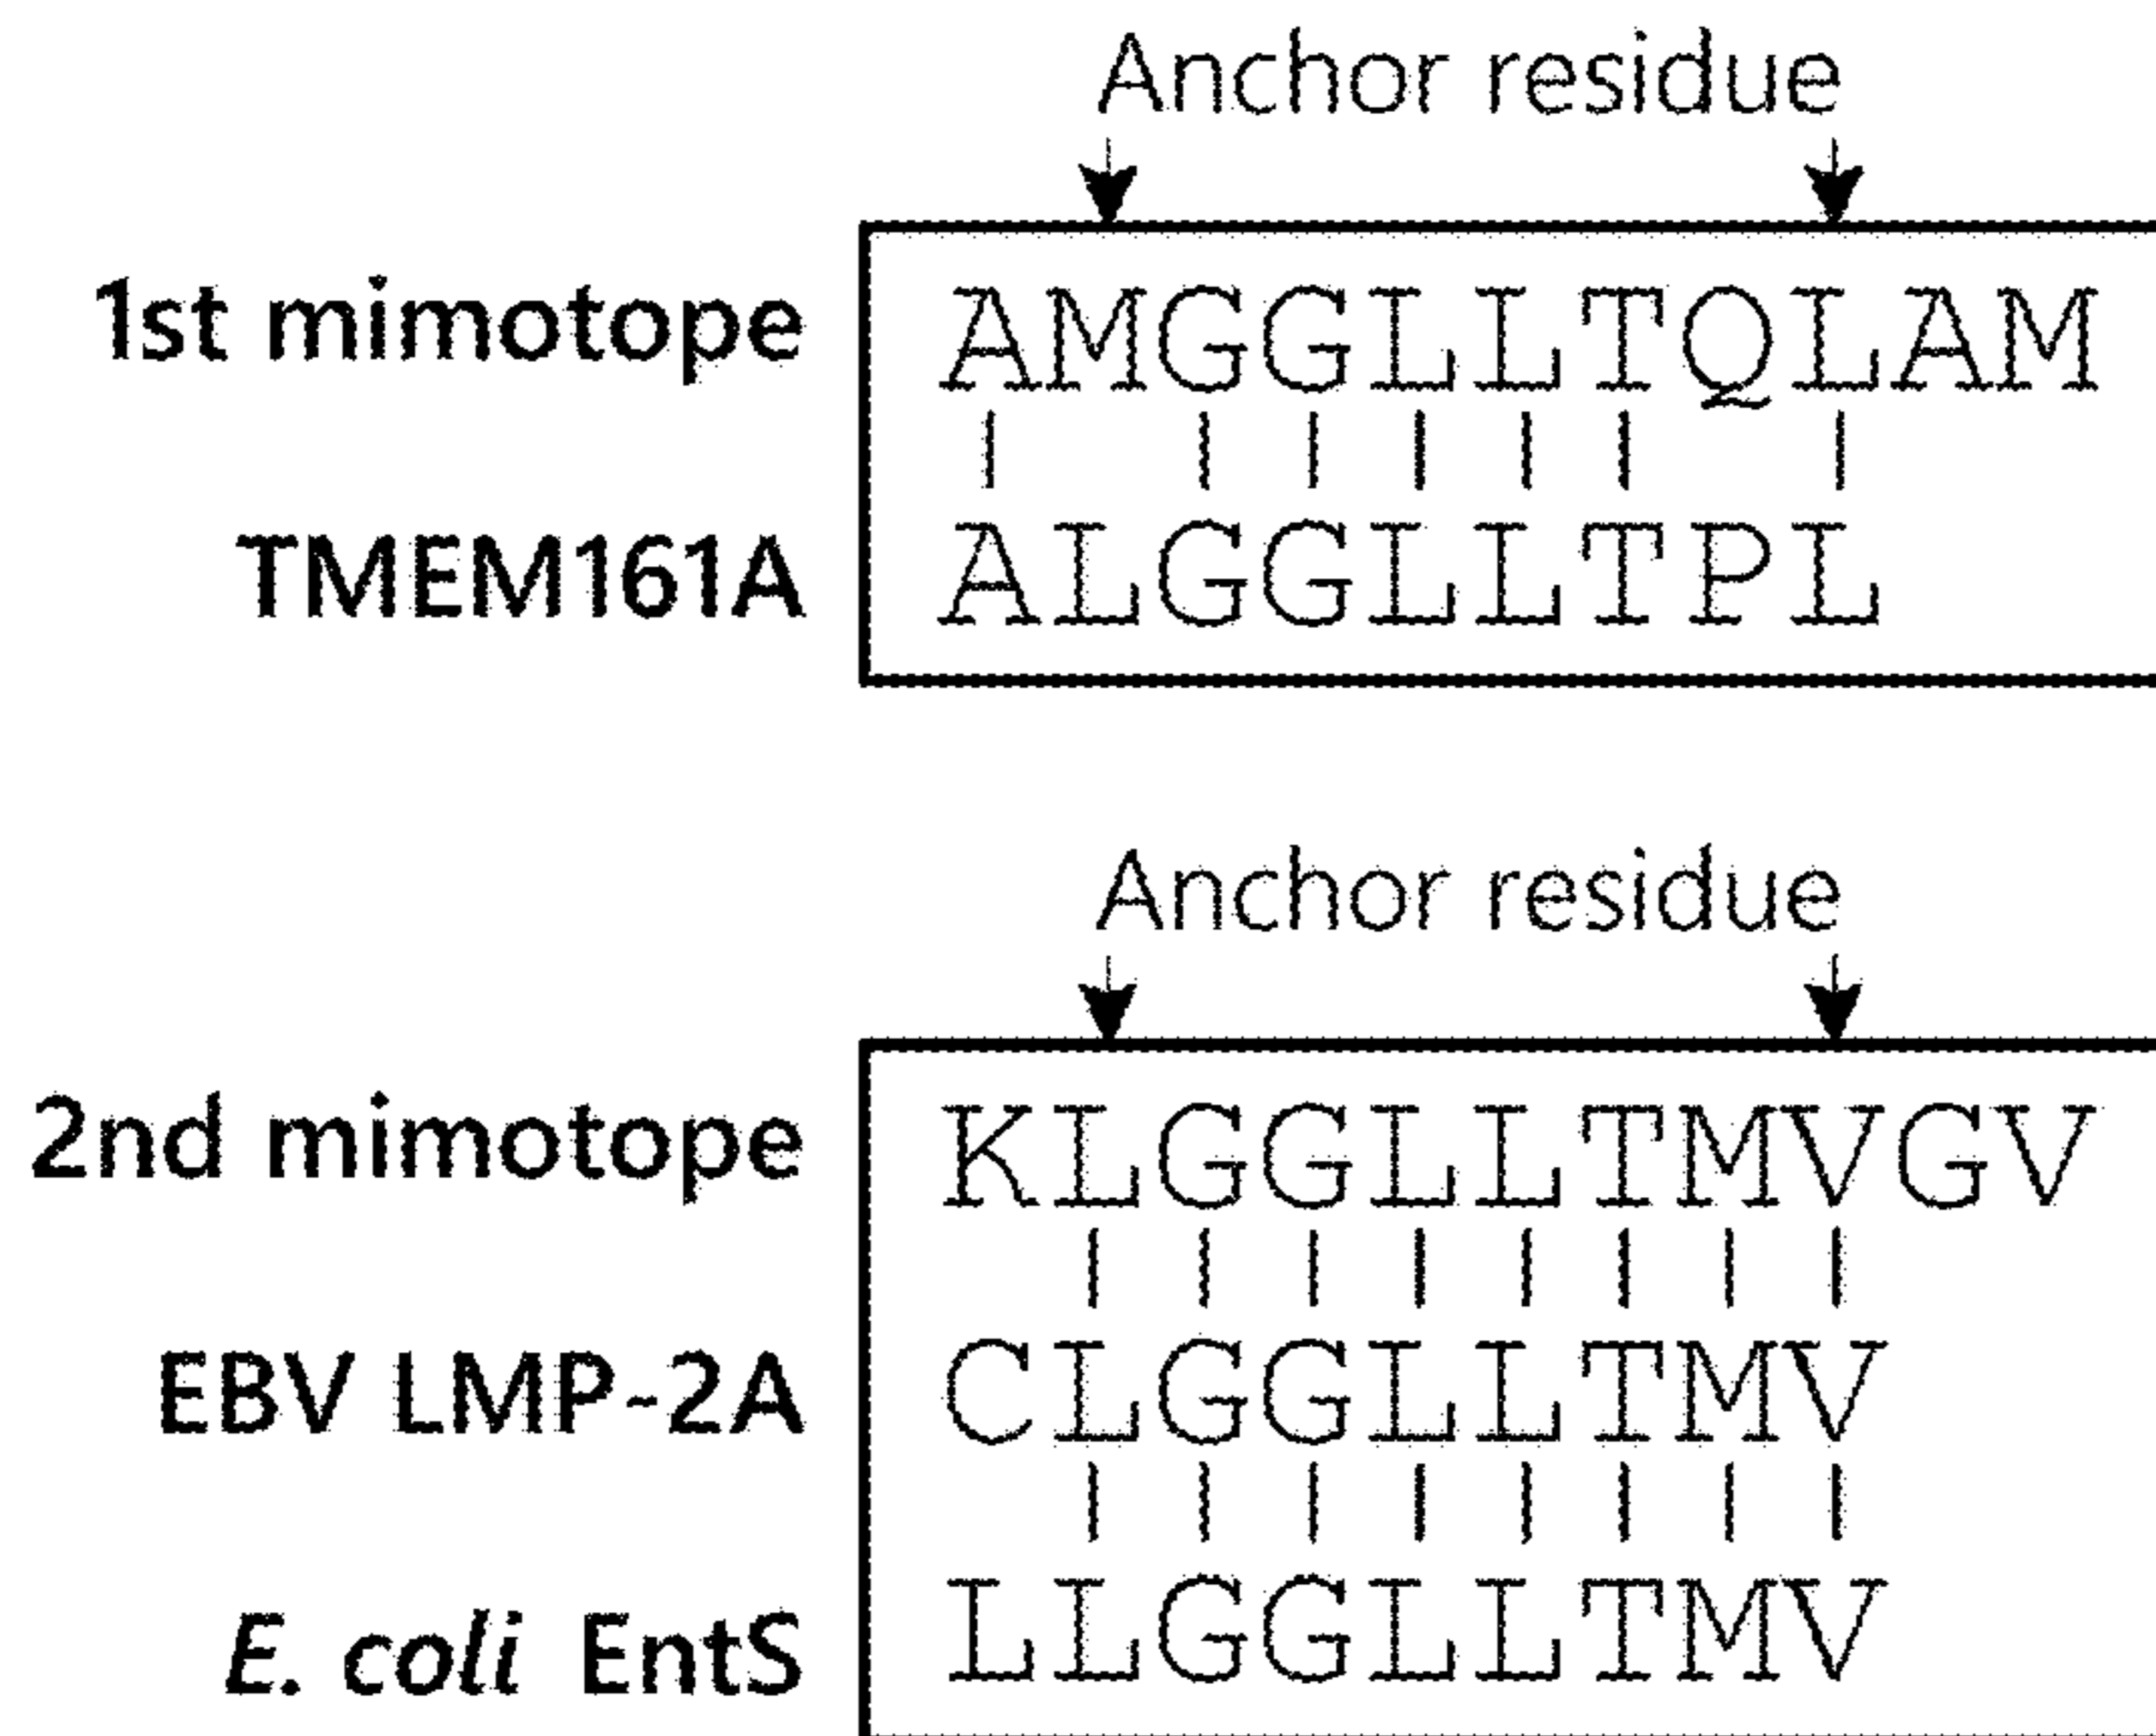 Anchor residue
1st mimotope AMGGLLTQLAM
TMEM161A ALGGLLTPL
Anchor residue
2nd mimotope KLGGLLTMVGV
EBV LMP-2A CLGGLLTMV
E. coli EntS LLGGLLTMV